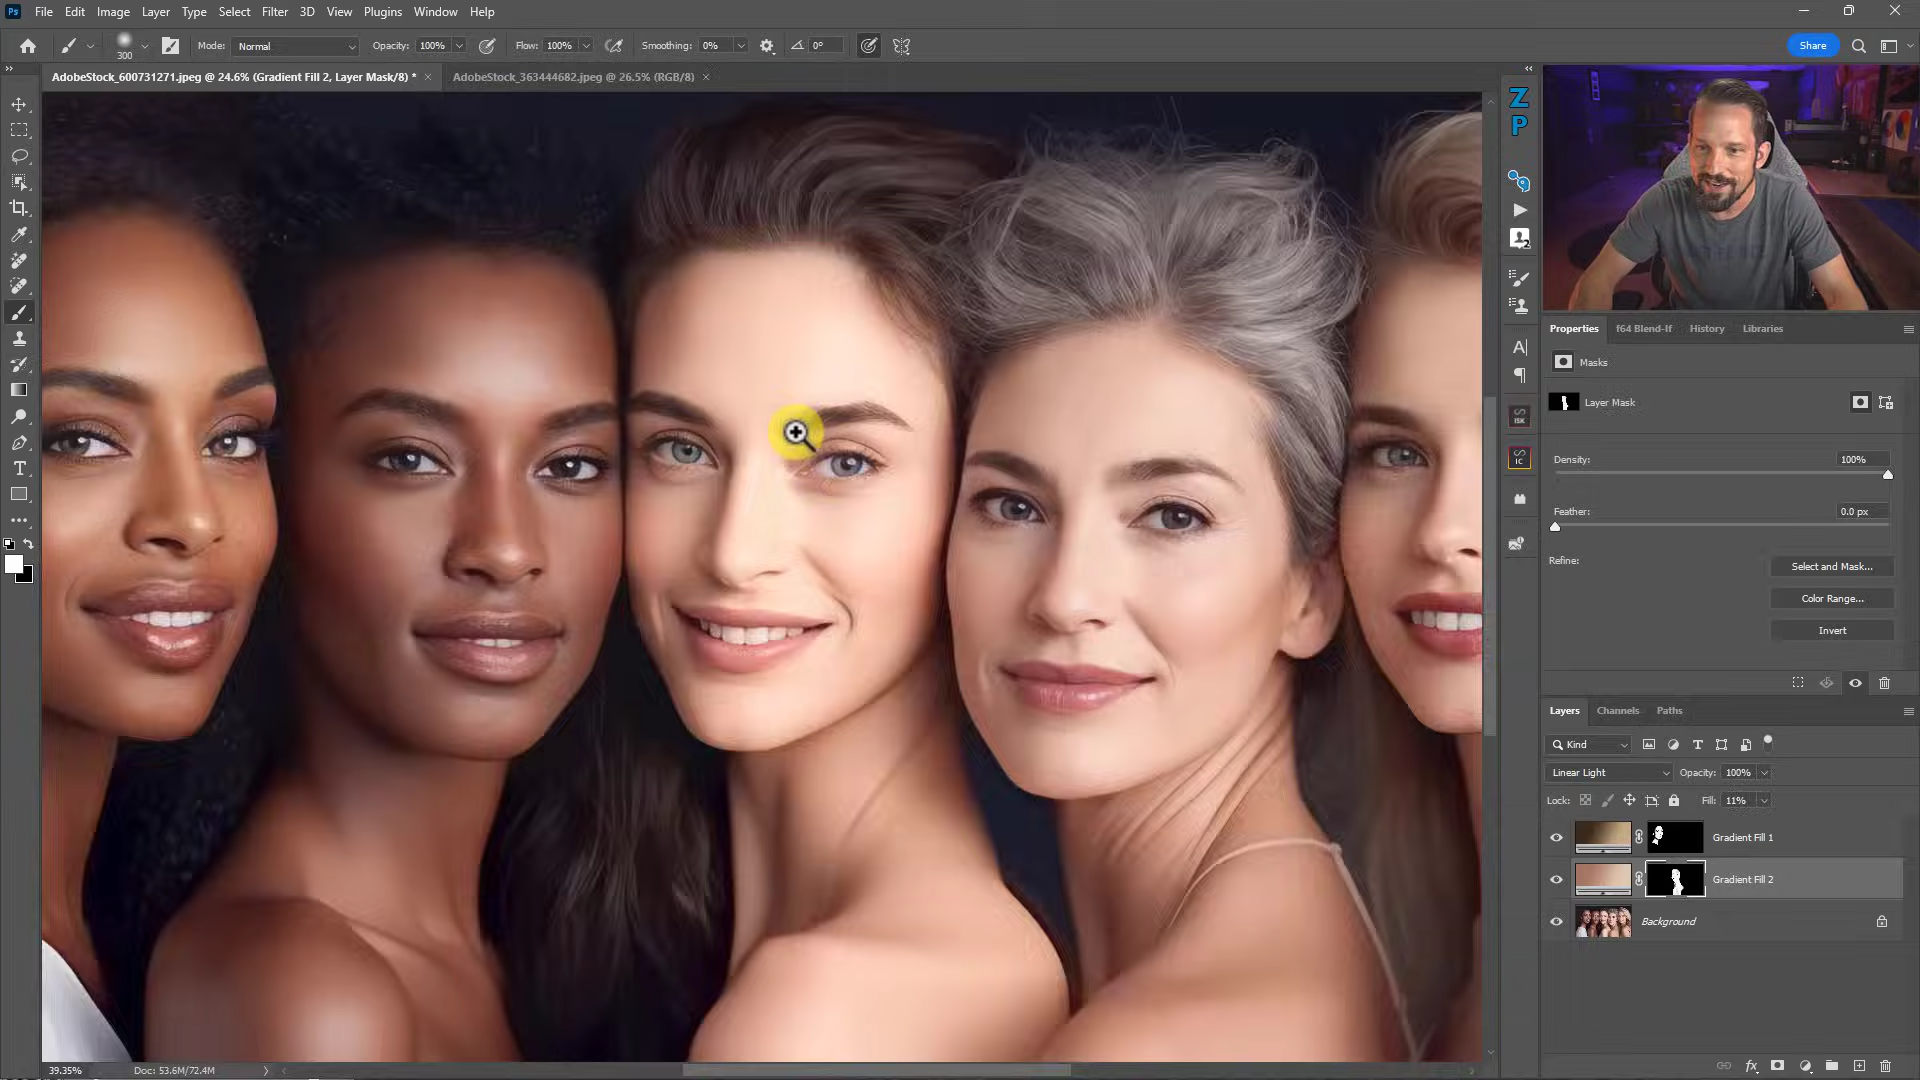 Ps File Edit Image Layer Type Select Filter 3D View Plugins Window Help
300 Mode: Normal Opacity: 100% Flow: 100% Smoothing: 0% 0° Share
AdobeStock_600731271.jpeg @ 24.6% (Gradient Fill 2, Layer Mask/8) * × AdobeStock_363444682.jpeg @ 26.5% (RGB/8) ×
Z
P
Properties f64 Blend-If History Libraries
Masks
Layer Mask
Density: 100%
Feather: 0.0 px
Refine: Select and Mask...
Color Range...
Invert
Layers Channels Paths
Kind
Linear Light Opacity: 100%
Lock: Fill: 11%
Gradient Fill 1
Gradient Fill 2
Background
39.35% Doc: 53.6M/72.4M